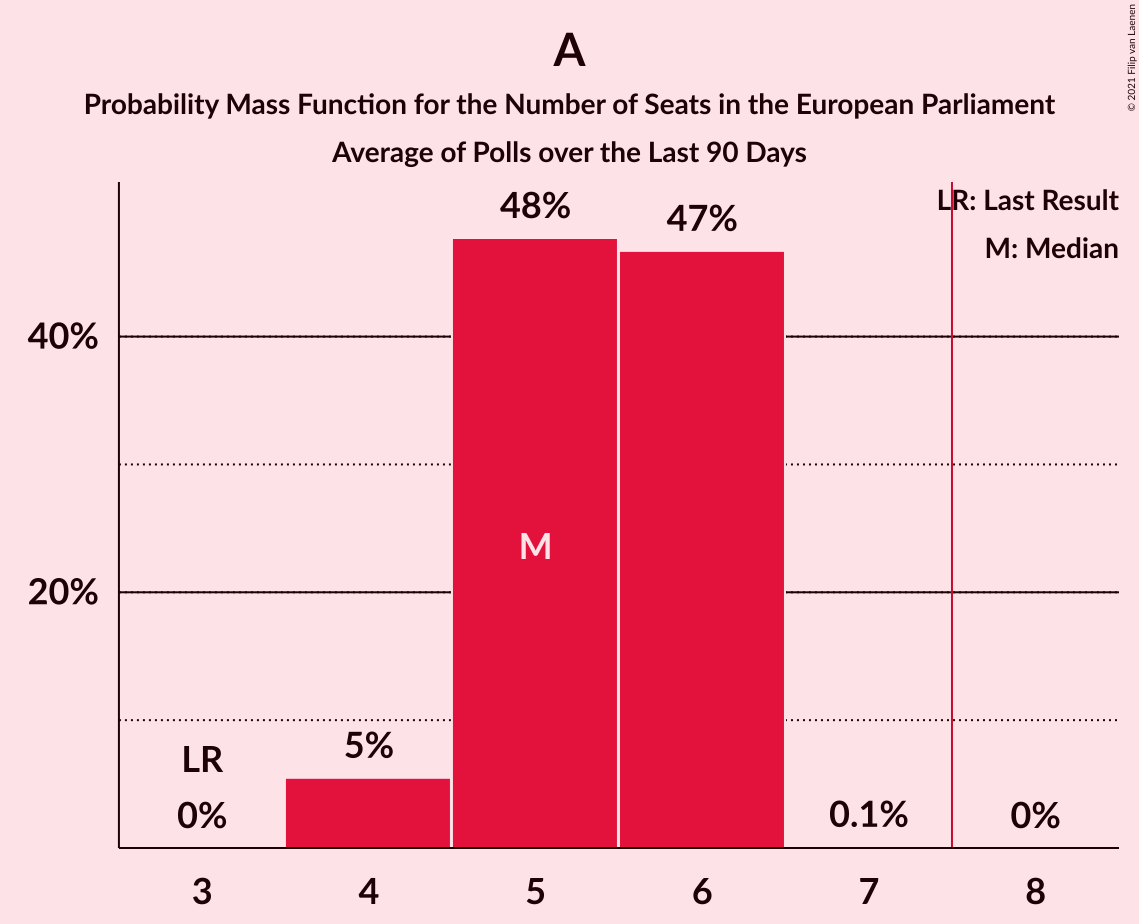 A
Probability Mass Function for the Number of Seats in the European Parliament
Average of Polls over the Last 90 Days
© 2021 Filip van Laenen
LR: Last Result
M: Median
48%
47%
40%
M
20%
LR
5%
0%
0.1%
0%
3 4 5 6 7 8